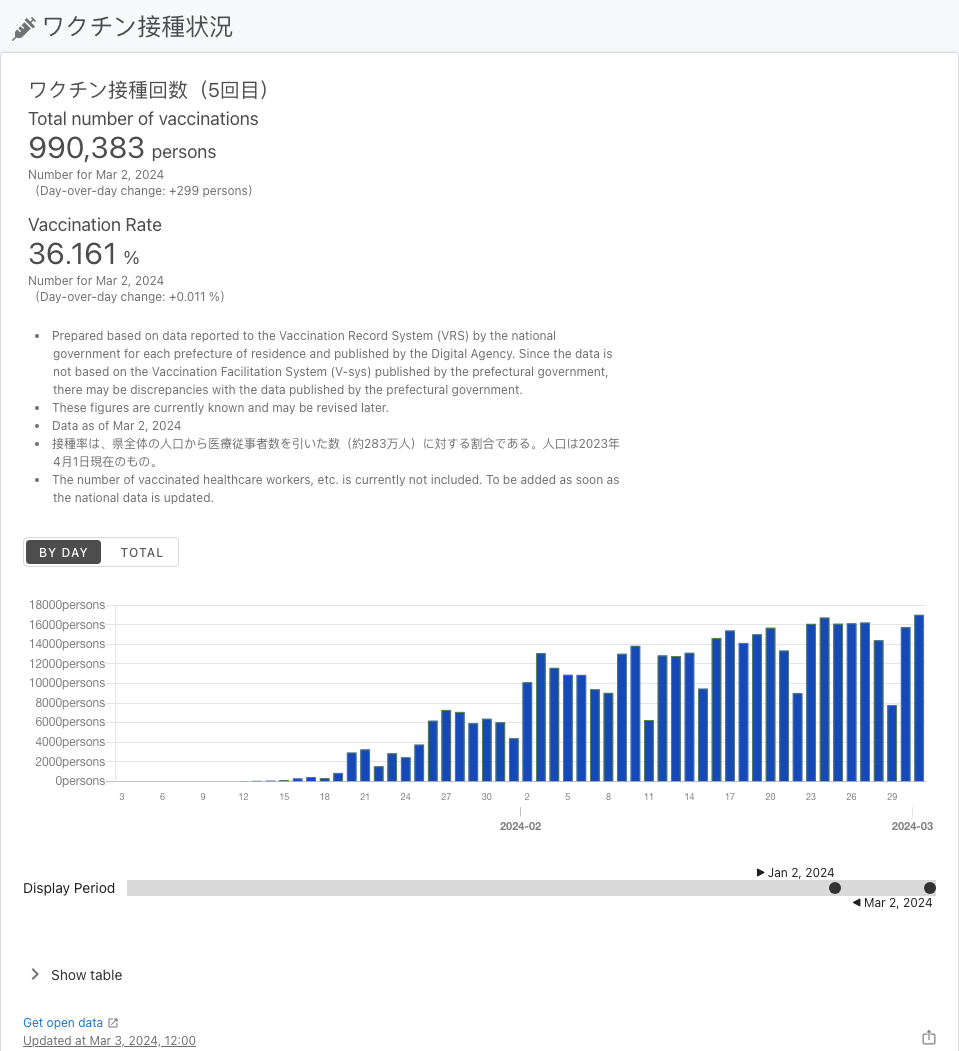 ワクチン接種状況
ワクチン接種回数（5回目）
Total number of vaccinations
990,383 persons
Number for Mar 2, 2024
（Day-over-day change: +299 persons）
Vaccination Rate
36.161 %
Number for Mar 2, 2024
（Day-over-day change: +0.011 %）
• Prepared based on data reported to the Vaccination Record System (VRS) by the national
government for each prefecture of residence and published by the Digital Agency. Since the data is
not based on the Vaccination Facilitation System (V-sys) published by the prefectural government,
there may be discrepancies with the data published by the prefectural government.
• These figures are currently known and may be revised later.
• Data as of Mar 2, 2024
• 接種率は、県全体の人口から医療従事者数を引いた数（約283万人）に対する割合である。人口は2023年
4月1日現在のもの。
• The number of vaccinated healthcare workers, etc. is currently not included. To be added as soon as
the national data is updated.
BY DAY TOTAL
18000persons
16000persons
14000persons
12000persons
10000persons
8000persons
6000persons
4000persons
2000persons
0persons
3 6 9 12 15 18 21 24 27 30 2 5 8 11 14 17 20 23 26 29
2024-02 2024-03
Jan 2, 2024
Display Period
Mar 2, 2024
Show table
Get open data
Updated at Mar 3, 2024, 12:00